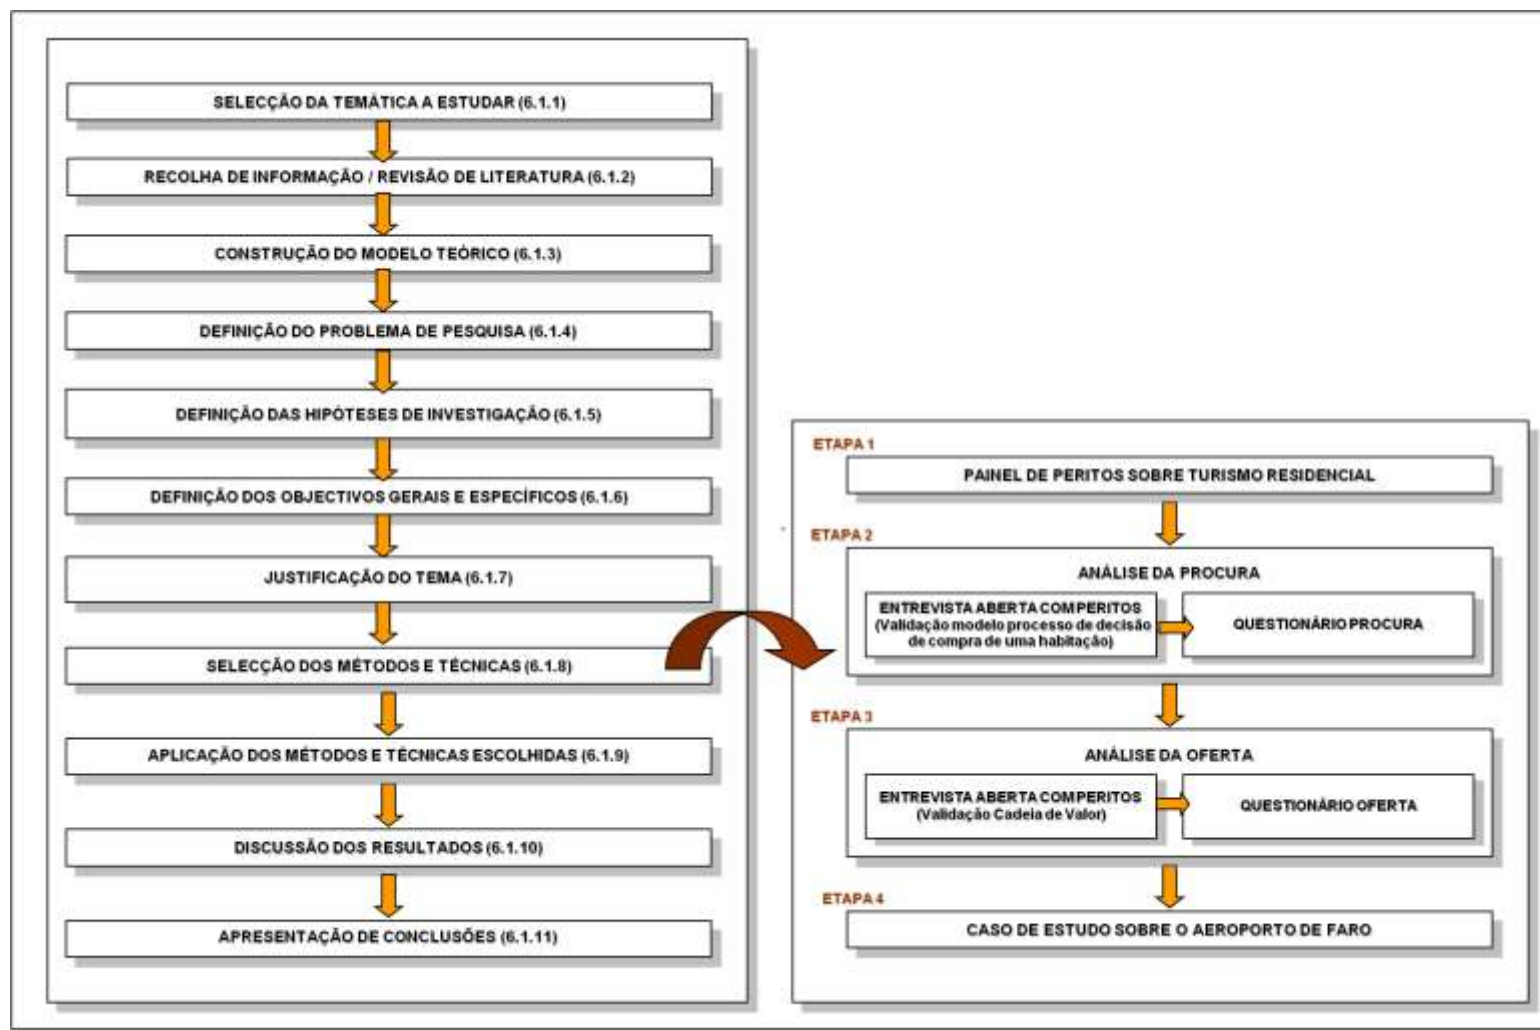 SELECÇÃO DA TEMÁTICA A ESTUDAR (6.1.1)
RECOLHA DE INFORMAÇÃO / REVISÃO DE LITERATURA (6.1.2)
CONSTRUÇÃO DO MODELO TEÓRICO (6.1.3)
DEFINIÇÃO DO PROBLEMA DE PESQUISA (6.1.4)
DEFINIÇÃO DAS HIPÓTESES DE INVESTIGAÇÃO (6.1.5)
DEFINIÇÃO DOS OBJECTIVOS GERAIS E ESPECÍFICOS (6.1.6)
JUSTIFICAÇÃO DO TEMA (6.1.7)
SELECÇÃO DOS MÉTODOS E TÉCNICAS (6.1.8)
APLICAÇÃO DOS MÉTODOS E TÉCNICAS ESCOLHIDAS (6.1.9)
DISCUSSÃO DOS RESULTADOS (6.1.10)
APRESENTAÇÃO DE CONCLUSÕES (6.1.11)
ETAPA 1
PAINEL DE PERITOS SOBRE TURISMO RESIDENCIAL
ETAPA 2
ANÁLISE DA PROCURA
ENTREVISTA ABERTA COM PERITOS
(Validação modelo processo de decisão
de compra de uma habitação)
QUESTIONÁRIO PROCURA
ETAPA 3
ANÁLISE DA OFERTA
ENTREVISTA ABERTA COM PERITOS
(Validação Cadeia de Valor)
QUESTIONÁRIO OFERTA
ETAPA 4
CASO DE ESTUDO SOBRE O AEROPORTO DE FARO